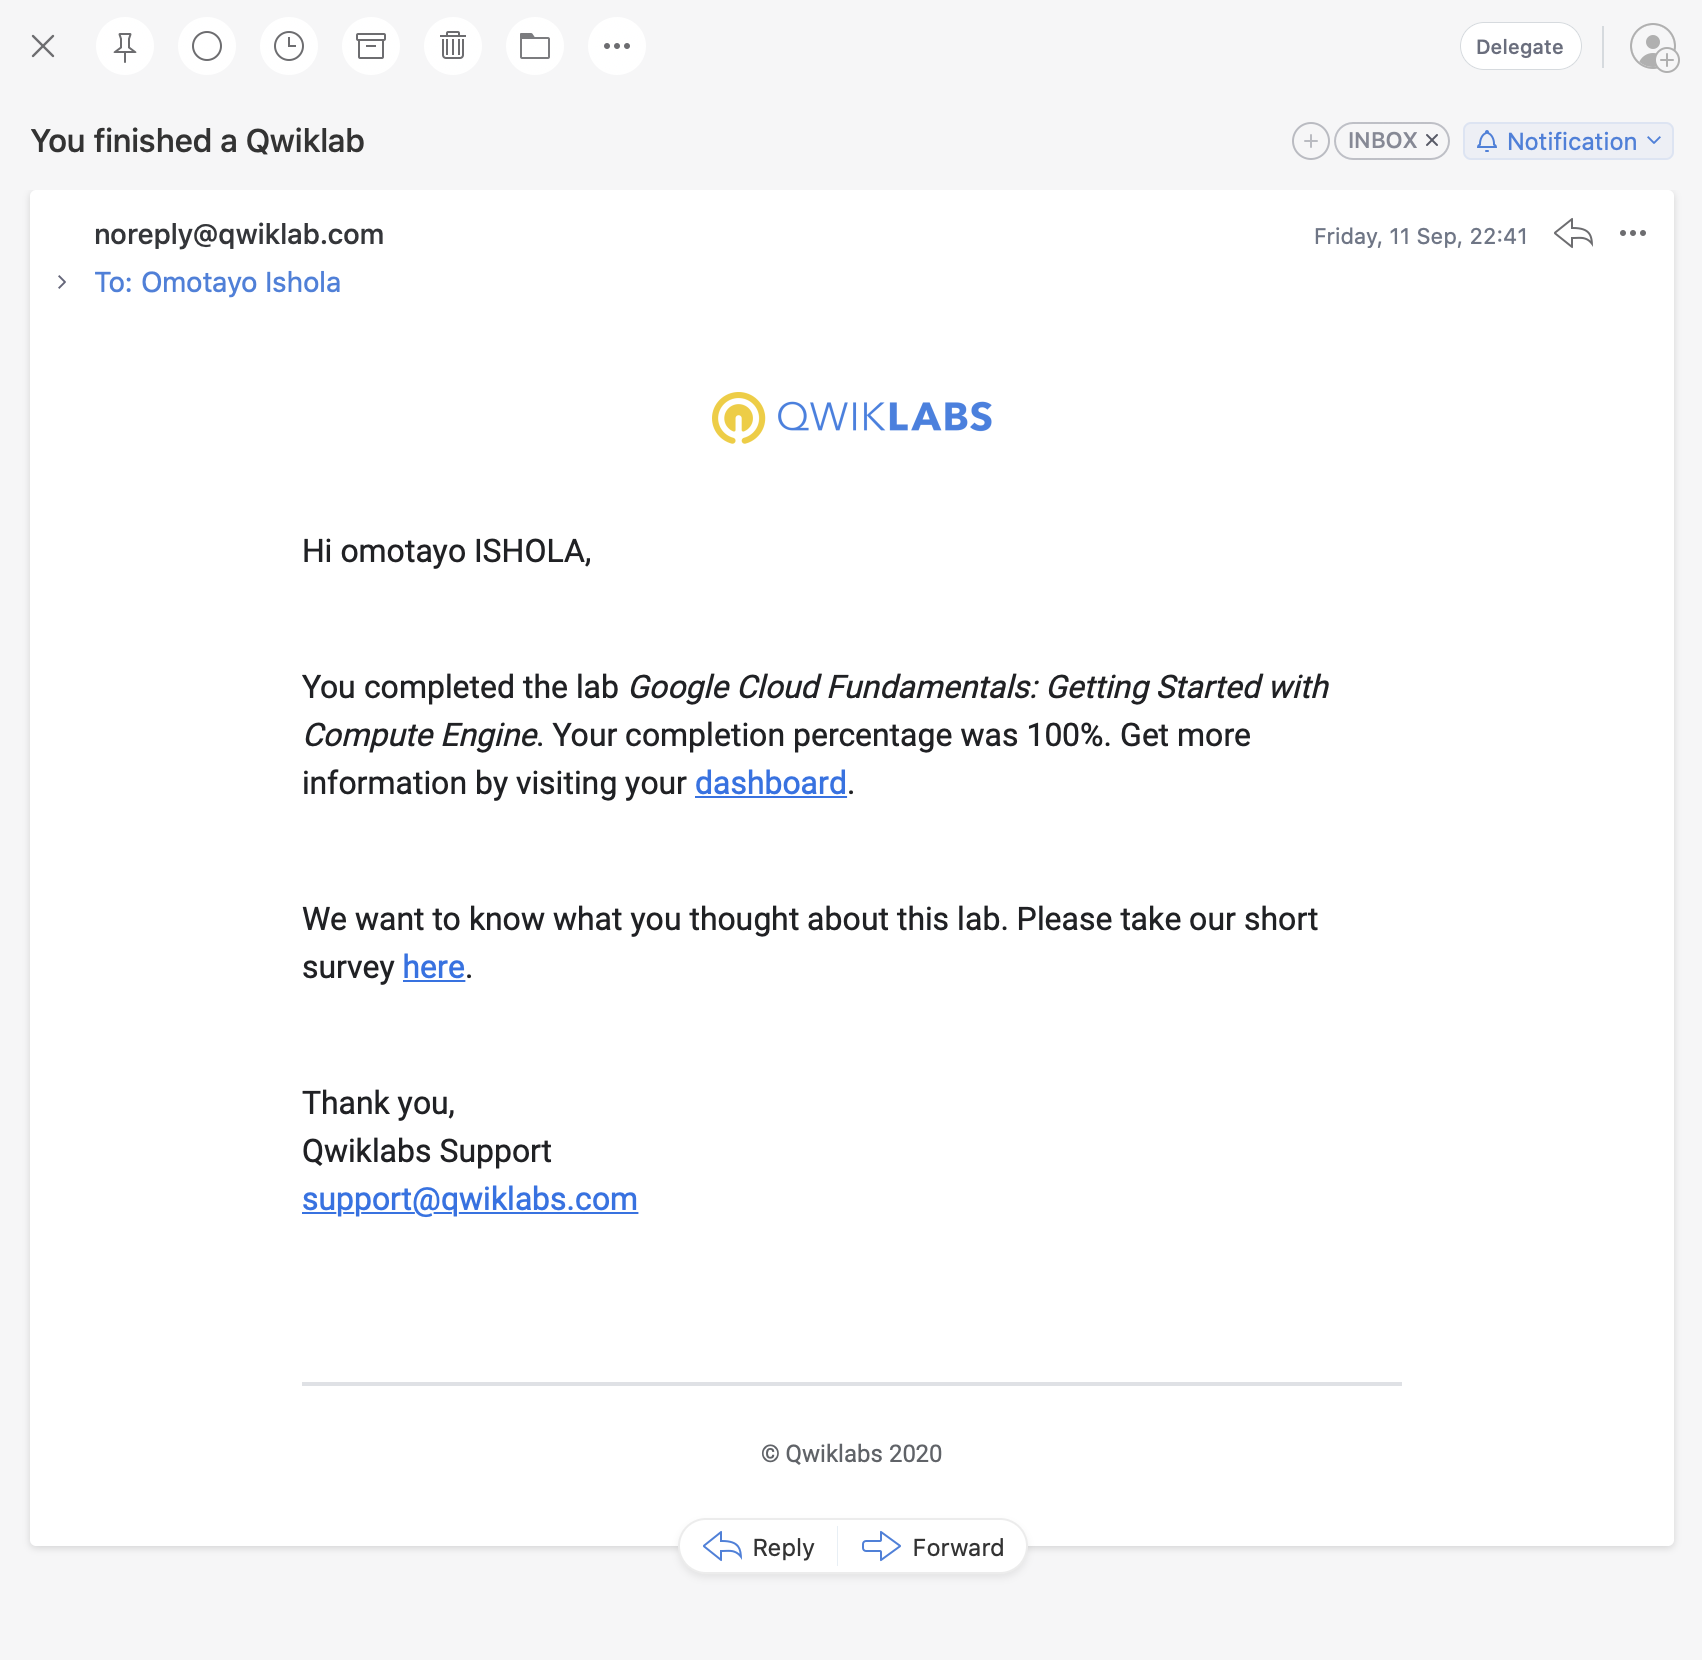 Delegate
You finished a Qwiklab
INBOX
Notification
noreply@qwiklab.com
Friday, 11 Sep, 22:41
To: Omotayo Ishola
QWIKLABS
Hi omotayo ISHOLA,
You completed the lab Google Cloud Fundamentals: Getting Started with
Compute Engine. Your completion percentage was 100%. Get more
information by visiting your dashboard.
We want to know what you thought about this lab. Please take our short
survey here.
Thank you,
Qwiklabs Support
support@qwiklabs.com
© Qwiklabs 2020
Reply
Forward